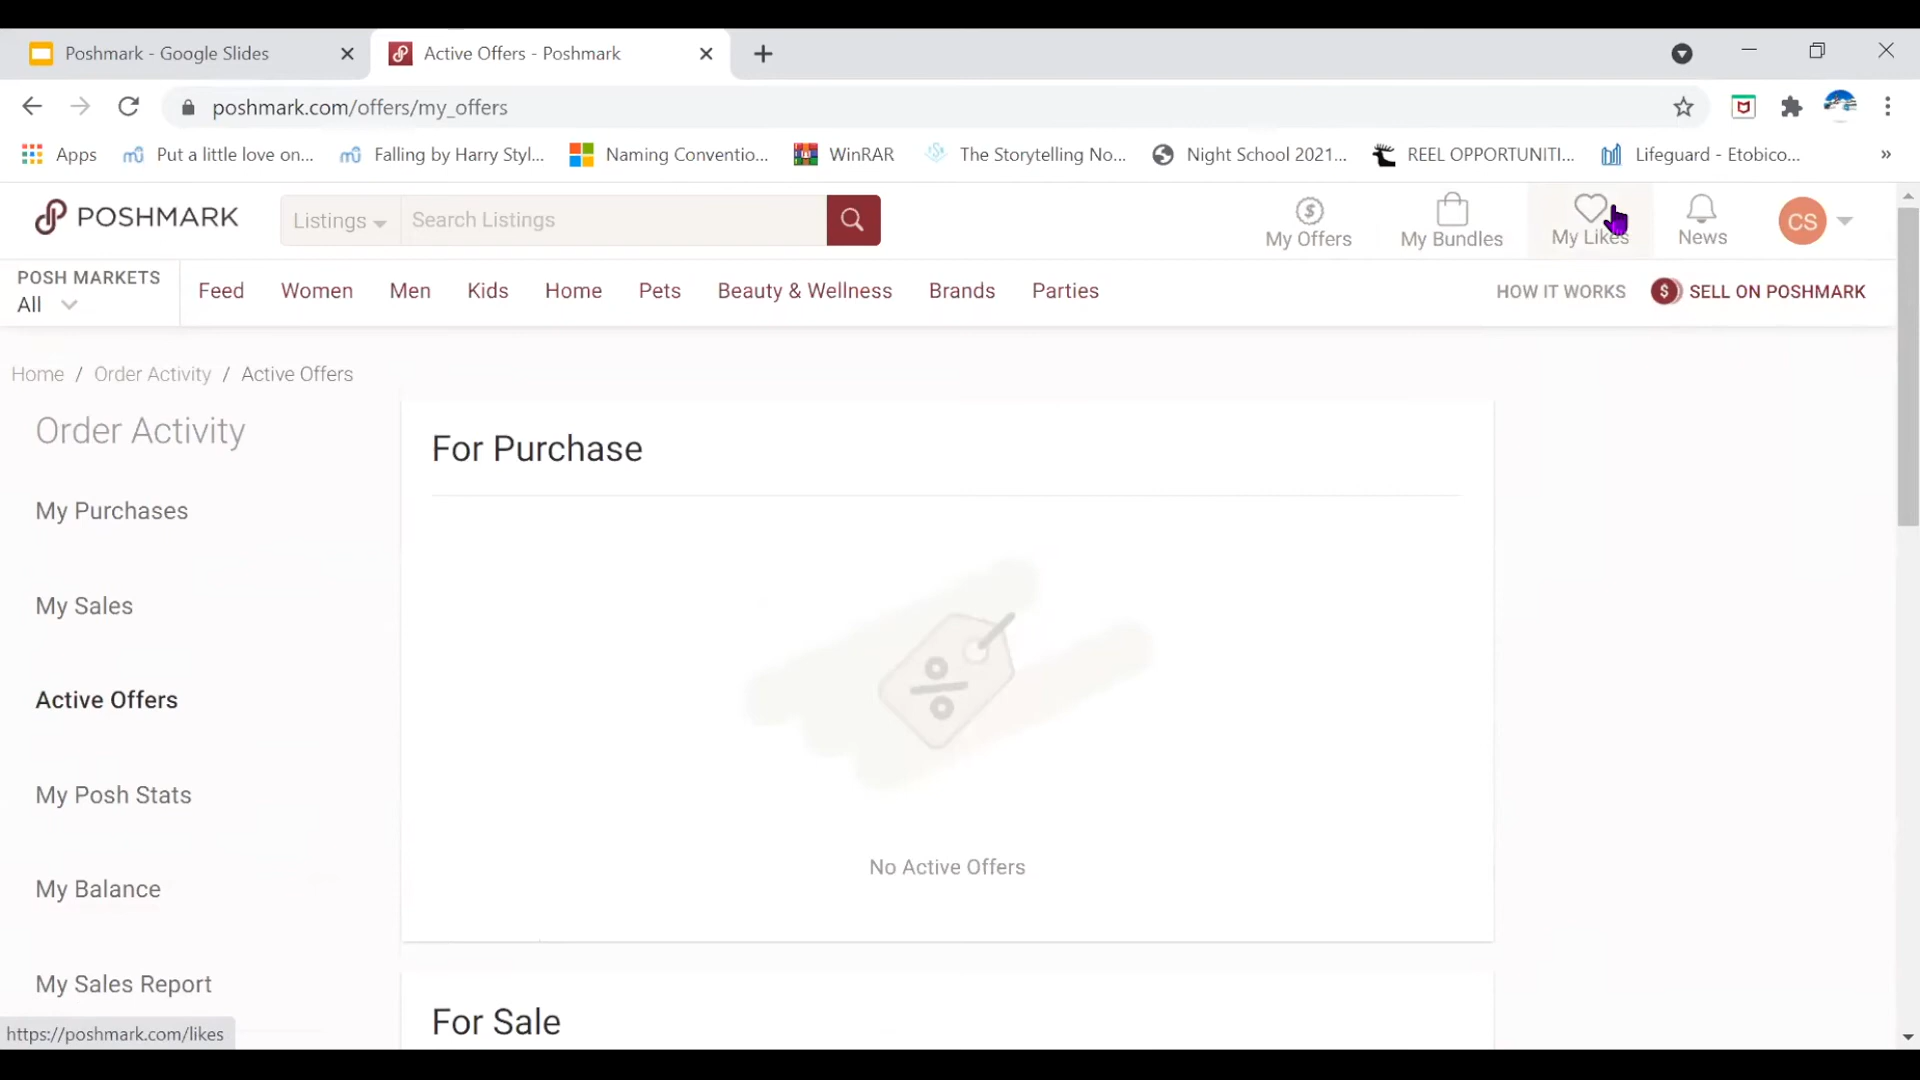 Poshmark - Google Slides
Active Offers - Poshmark
poshmark.com/offers/my_offers
Apps
Put a little love on...
Falling by Harry Styl...
Naming Conventio...
WinRAR
The Storytelling No...
Night School 2021...
REEL OPPORTUNITI...
Lifeguard - Etobico...
»
POSHMARK
Listings
Search Listings
My Offers
My Bundles
My Likes
News
CS
POSH MARKETS
All
Feed
Women
Men
Kids
Home
Pets
Beauty & Wellness
Brands
Parties
HOW IT WORKS
SELL ON POSHMARK
Home / Order Activity / Active Offers
Order Activity
My Purchases
My Sales
Active Offers
My Posh Stats
My Balance
My Sales Report
For Purchase
No Active Offers
For Sale
https://poshmark.com/likes